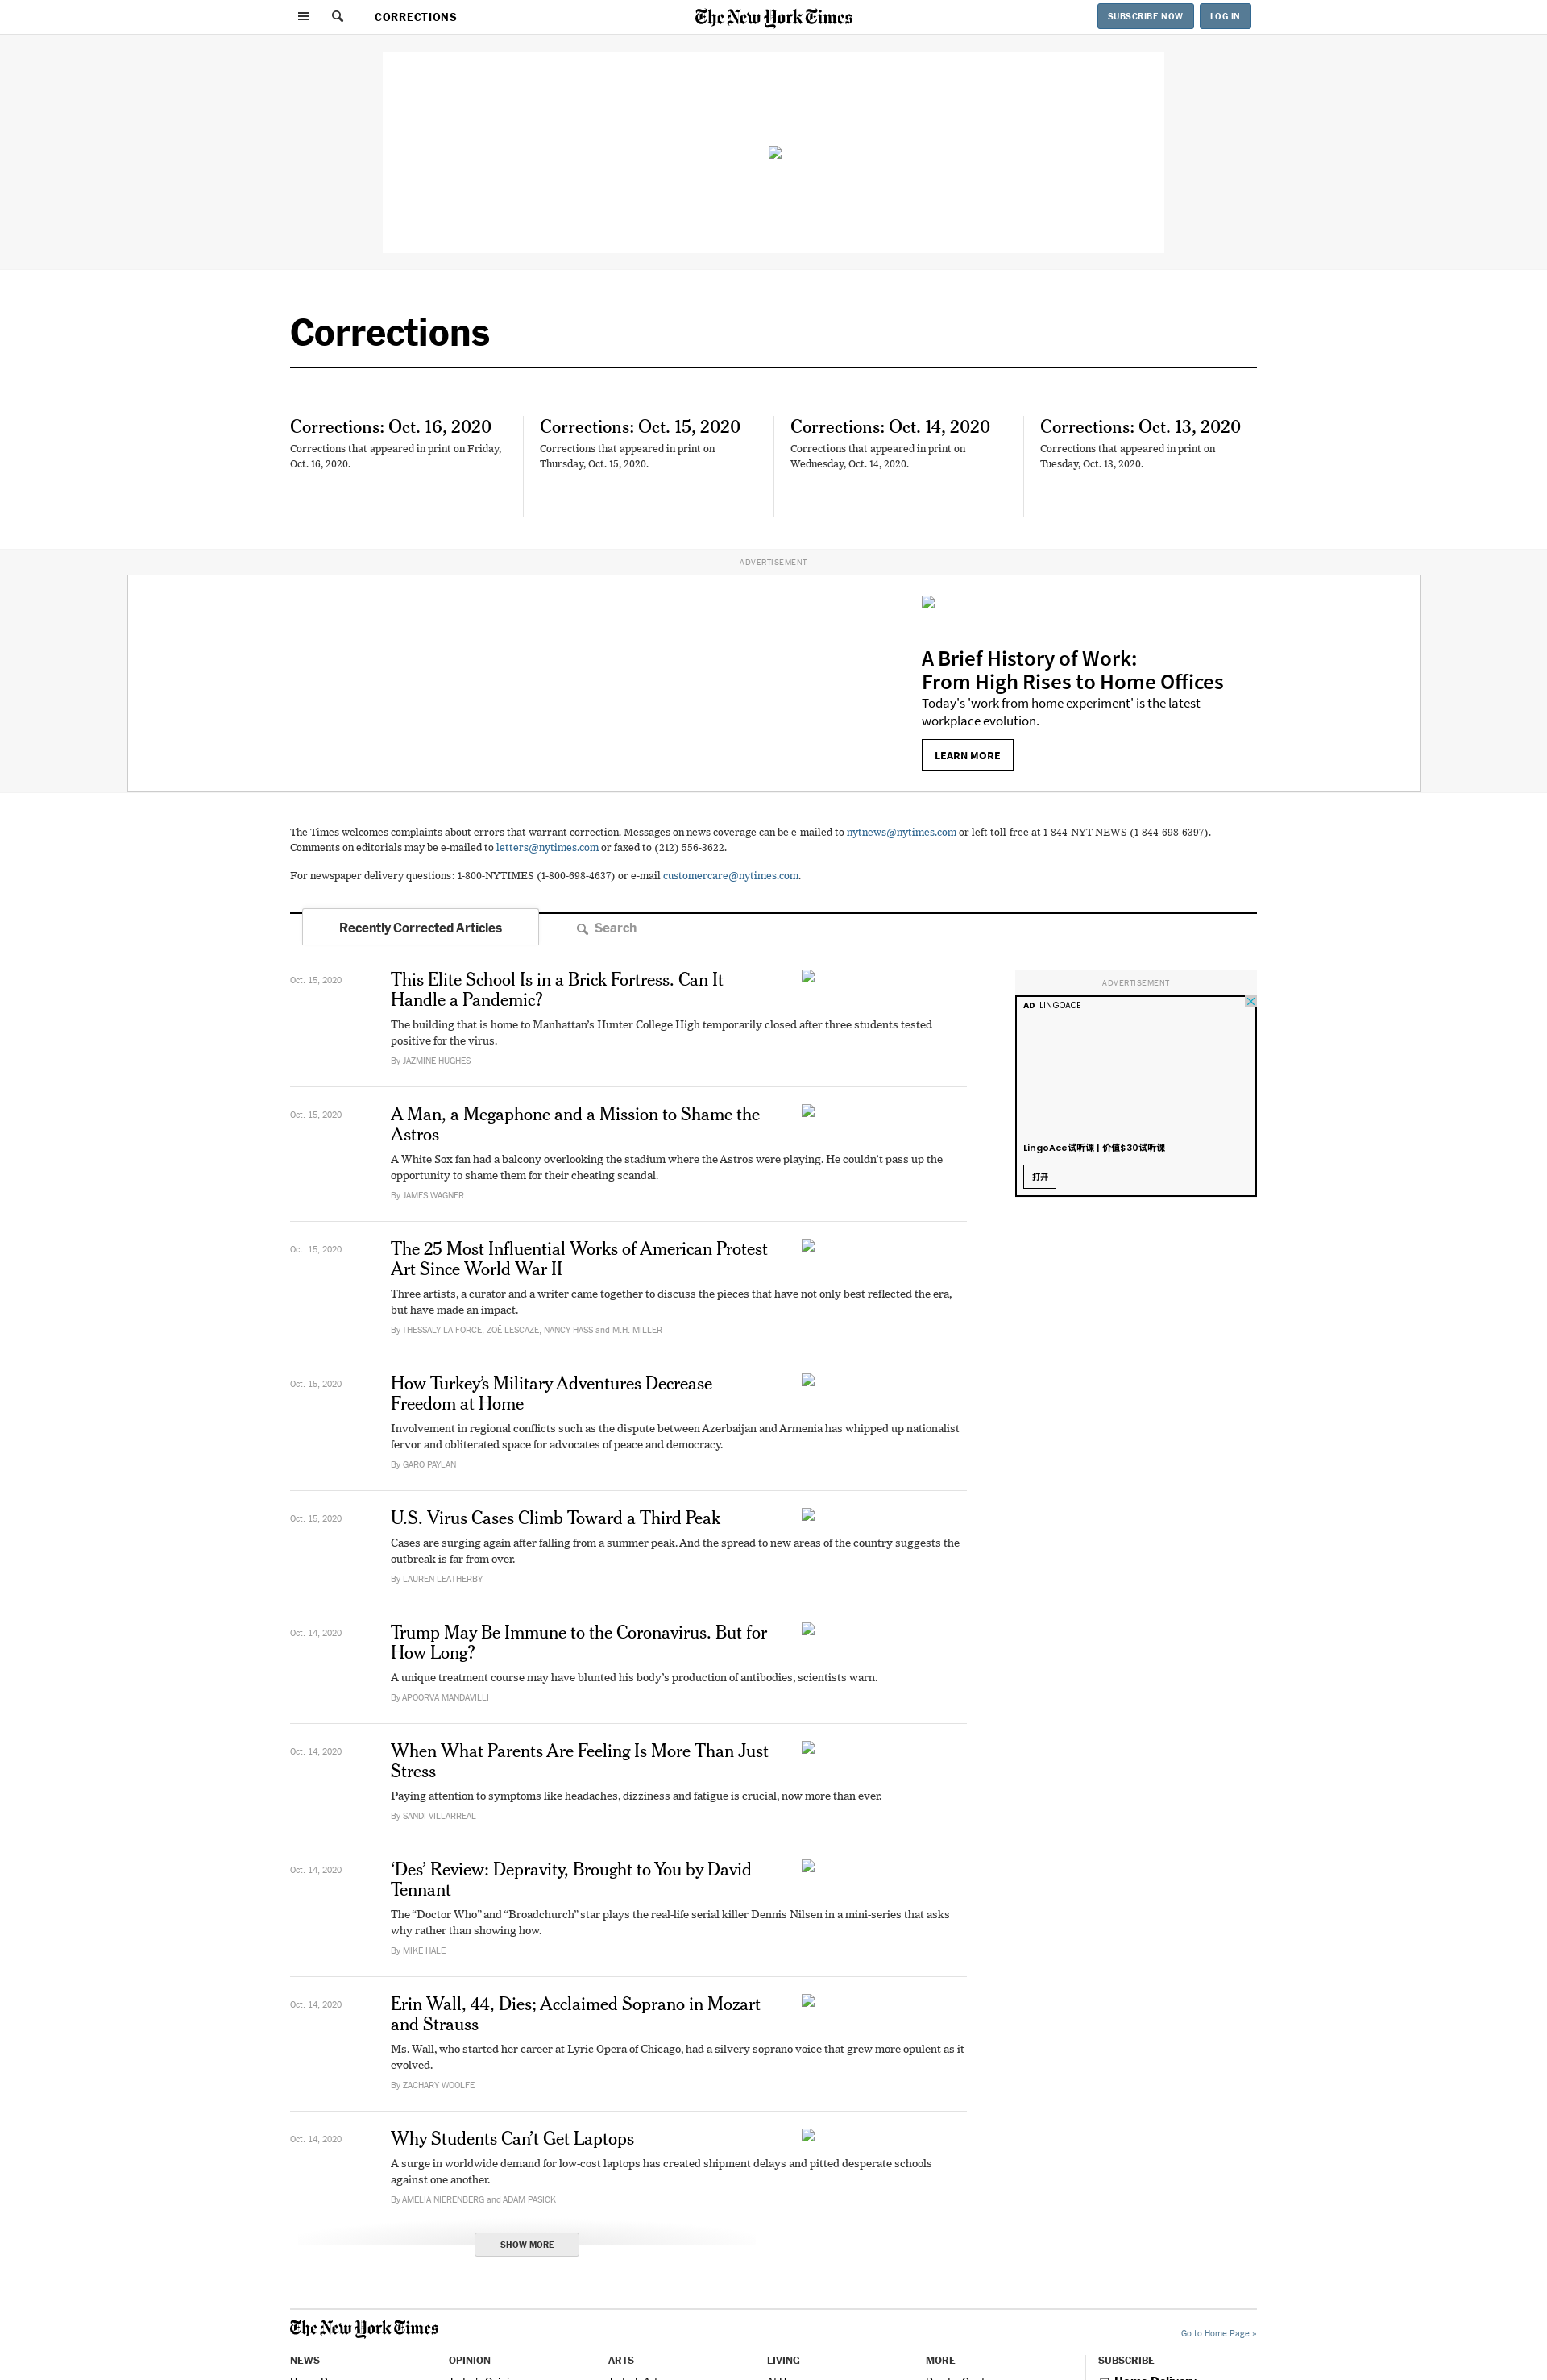 CORRECTIONS
The New York Times
SUBSCRIBE NOW
LOG IN
Corrections
Corrections: Oct. 16, 2020
Corrections that appeared in print on Friday,
Oct. 16, 2020.
Corrections: Oct. 15, 2020
Corrections that appeared in print on
Thursday, Oct. 15, 2020.
Corrections: Oct. 14, 2020
Corrections that appeared in print on
Wednesday, Oct. 14, 2020.
Corrections: Oct. 13, 2020
Corrections that appeared in print on
Tuesday, Oct. 13, 2020.
ADVERTISEMENT
A Brief History of Work:
From High Rises to Home Offices
Today's 'work from home experiment' is the latest
workplace evolution.
LEARN MORE
The Times welcomes complaints about errors that warrant correction. Messages on news coverage can be e-mailed to nytnews@nytimes.com or left toll-free at 1-844-NYT-NEWS (1-844-698-6397).
Comments on editorials may be e-mailed to letters@nytimes.com or faxed to (212) 556-3622.
For newspaper delivery questions: 1-800-NYTIMES (1-800-698-4637) or e-mail customercare@nytimes.com.
Recently Corrected Articles
Search
Oct. 15, 2020
This Elite School Is in a Brick Fortress. Can It
Handle a Pandemic?
The building that is home to Manhattan's Hunter College High temporarily closed after three students tested
positive for the virus.
By JAZMINE HUGHES
Oct. 15, 2020
A Man, a Megaphone and a Mission to Shame the
Astros
A White Sox fan had a balcony overlooking the stadium where the Astros were playing. He couldn't pass up the
opportunity to shame them for their cheating scandal.
By JAMES WAGNER
Oct. 15, 2020
The 25 Most Influential Works of American Protest
Art Since World War II
Three artists, a curator and a writer came together to discuss the pieces that have not only best reflected the era,
but have made an impact.
By THESSALY LA FORCE, ZOË LESCAZE, NANCY HASS and M.H. MILLER
Oct. 15, 2020
How Turkey's Military Adventures Decrease
Freedom at Home
Involvement in regional conflicts such as the dispute between Azerbaijan and Armenia has whipped up nationalist
fervor and obliterated space for advocates of peace and democracy.
By GARO PAYLAN
Oct. 15, 2020
U.S. Virus Cases Climb Toward a Third Peak
Cases are surging again after falling from a summer peak. And the spread to new areas of the country suggests the
outbreak is far from over.
By LAUREN LEATHERBY
Oct. 14, 2020
Trump May Be Immune to the Coronavirus. But for
How Long?
A unique treatment course may have blunted his body's production of antibodies, scientists warn.
By APOORVA MANDAVILLI
Oct. 14, 2020
When What Parents Are Feeling Is More Than Just
Stress
Paying attention to symptoms like headaches, dizziness and fatigue is crucial, now more than ever.
By SANDI VILLARREAL
Oct. 14, 2020
'Des' Review: Depravity, Brought to You by David
Tennant
The "Doctor Who" and "Broadchurch" star plays the real-life serial killer Dennis Nilsen in a mini-series that asks
why rather than showing how.
By MIKE HALE
Oct. 14, 2020
Erin Wall, 44, Dies; Acclaimed Soprano in Mozart
and Strauss
Ms. Wall, who started her career at Lyric Opera of Chicago, had a silvery soprano voice that grew more opulent as it
evolved.
By ZACHARY WOOLFE
Oct. 14, 2020
Why Students Can't Get Laptops
A surge in worldwide demand for low-cost laptops has created shipment delays and pitted desperate schools
against one another.
By AMELIA NIERENBERG and ADAM PASICK
SHOW MORE
ADVERTISEMENT
AD LINGOACE
LingoAce试听课 | 价值$30试听课
打开
The New York Times
Go to Home Page »
NEWS
OPINION
ARTS
LIVING
MORE
SUBSCRIBE